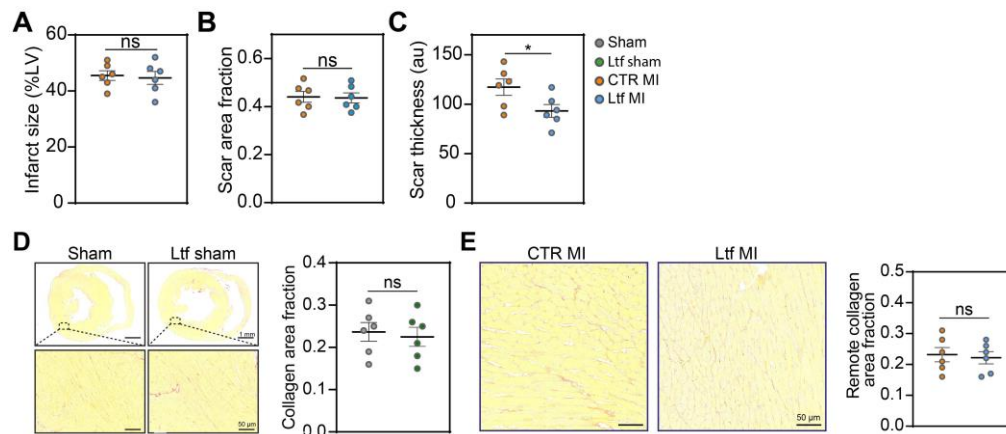 A
Infarct size (%LV)
60
40
20
0
ns
B
Scar area fraction
0.6
0.4
0.2
0.0
ns
C
Scar thickness (au)
150
100
50
0
*
Sham
Ltf sham
CTR MI
Ltf MI
D
Sham
Ltf sham
1 mm
50 µm
Collagen area fraction
0.4
0.3
0.2
0.1
0.0
ns
E
CTR MI
Ltf MI
50 µm
Remote collagen
area fraction
0.5
0.4
0.3
0.2
0.1
0.0
ns